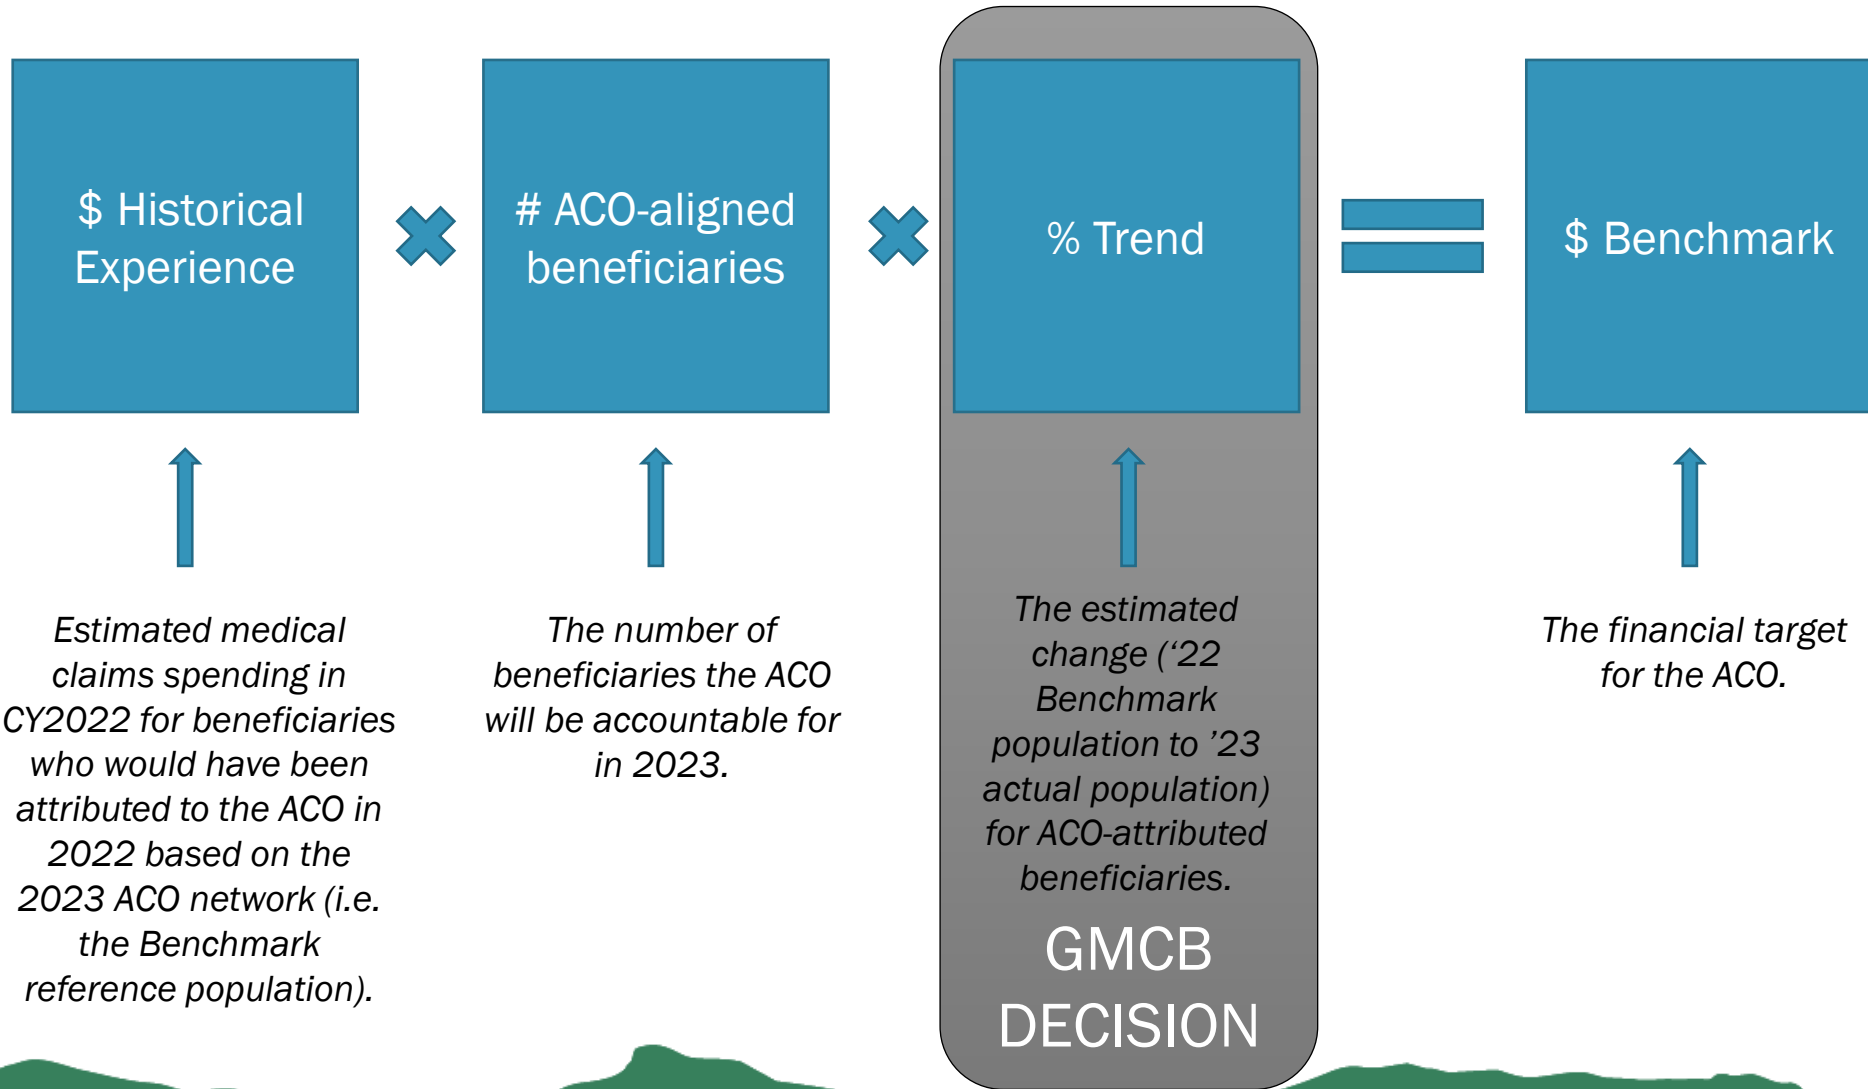 $ Historical
Experience
# ACO-aligned
beneficiaries
% Trend
$ Benchmark
Estimated medical
claims spending in
CY2022 for beneficiaries
who would have been
attributed to the ACO in
2022 based on the
2023 ACO network (i.e.
the Benchmark
reference population).
The number of
beneficiaries the ACO
will be accountable for
in 2023.
The estimated
change (‘22
Benchmark
population to ’23
actual population)
for ACO-attributed
beneficiaries.
GMCB
DECISION
The financial target
for the ACO.